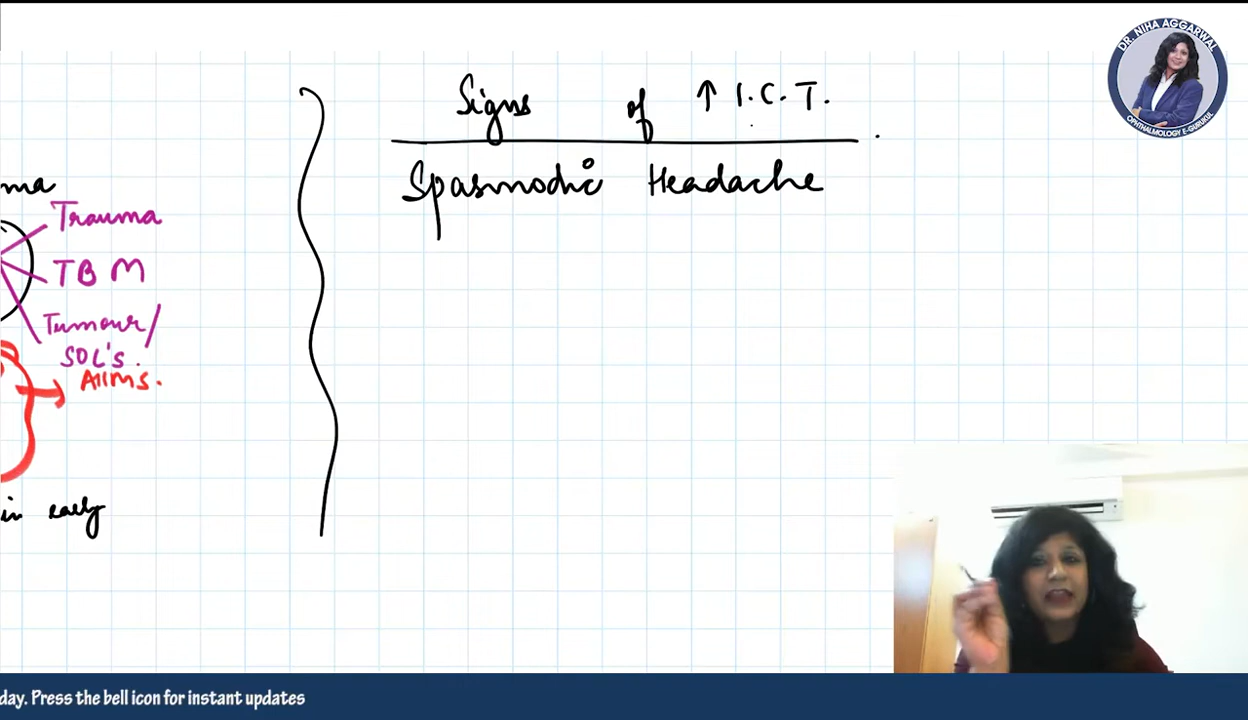 DR. NIHA AGGARWAL
OPHTHALMOLOGY E-GURUKUL
Signs of ↑ I.C.T.
Spasmodic Headache
ma
Trauma
TBM
Tumour/
SOL's.
AIIMS.
in early
day. Press the bell icon for instant updates